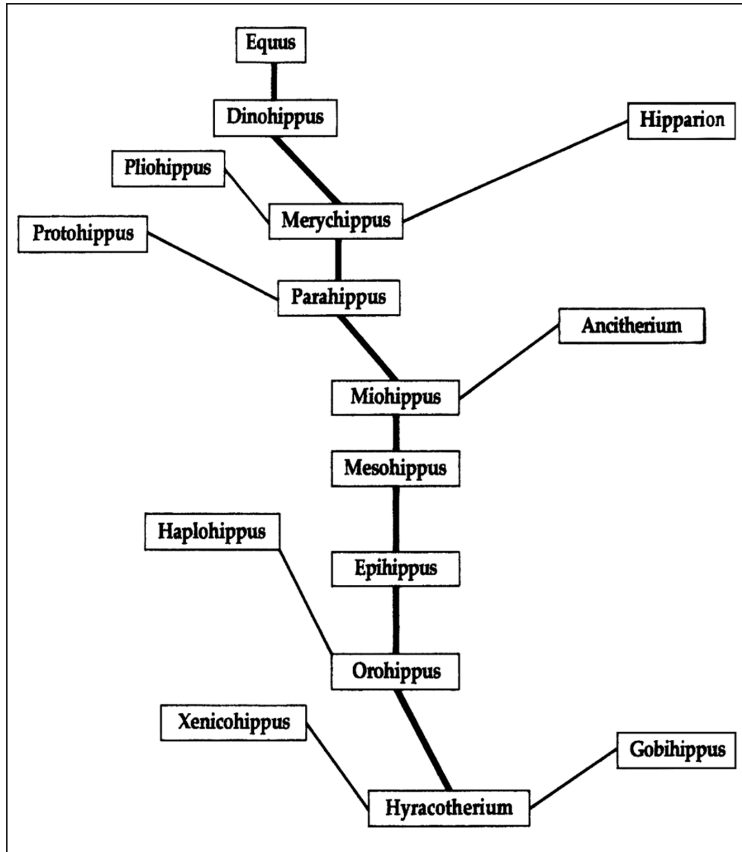 Equus
Dinohippus
Hipparion
Pliohippus
Merychippus
Protohippus
Parahippus
Ancitherium
Miohippus
Mesohippus
Haplohippus
Epihippus
Orohippus
Xenicohippus
Gobihippus
Hyracotherium